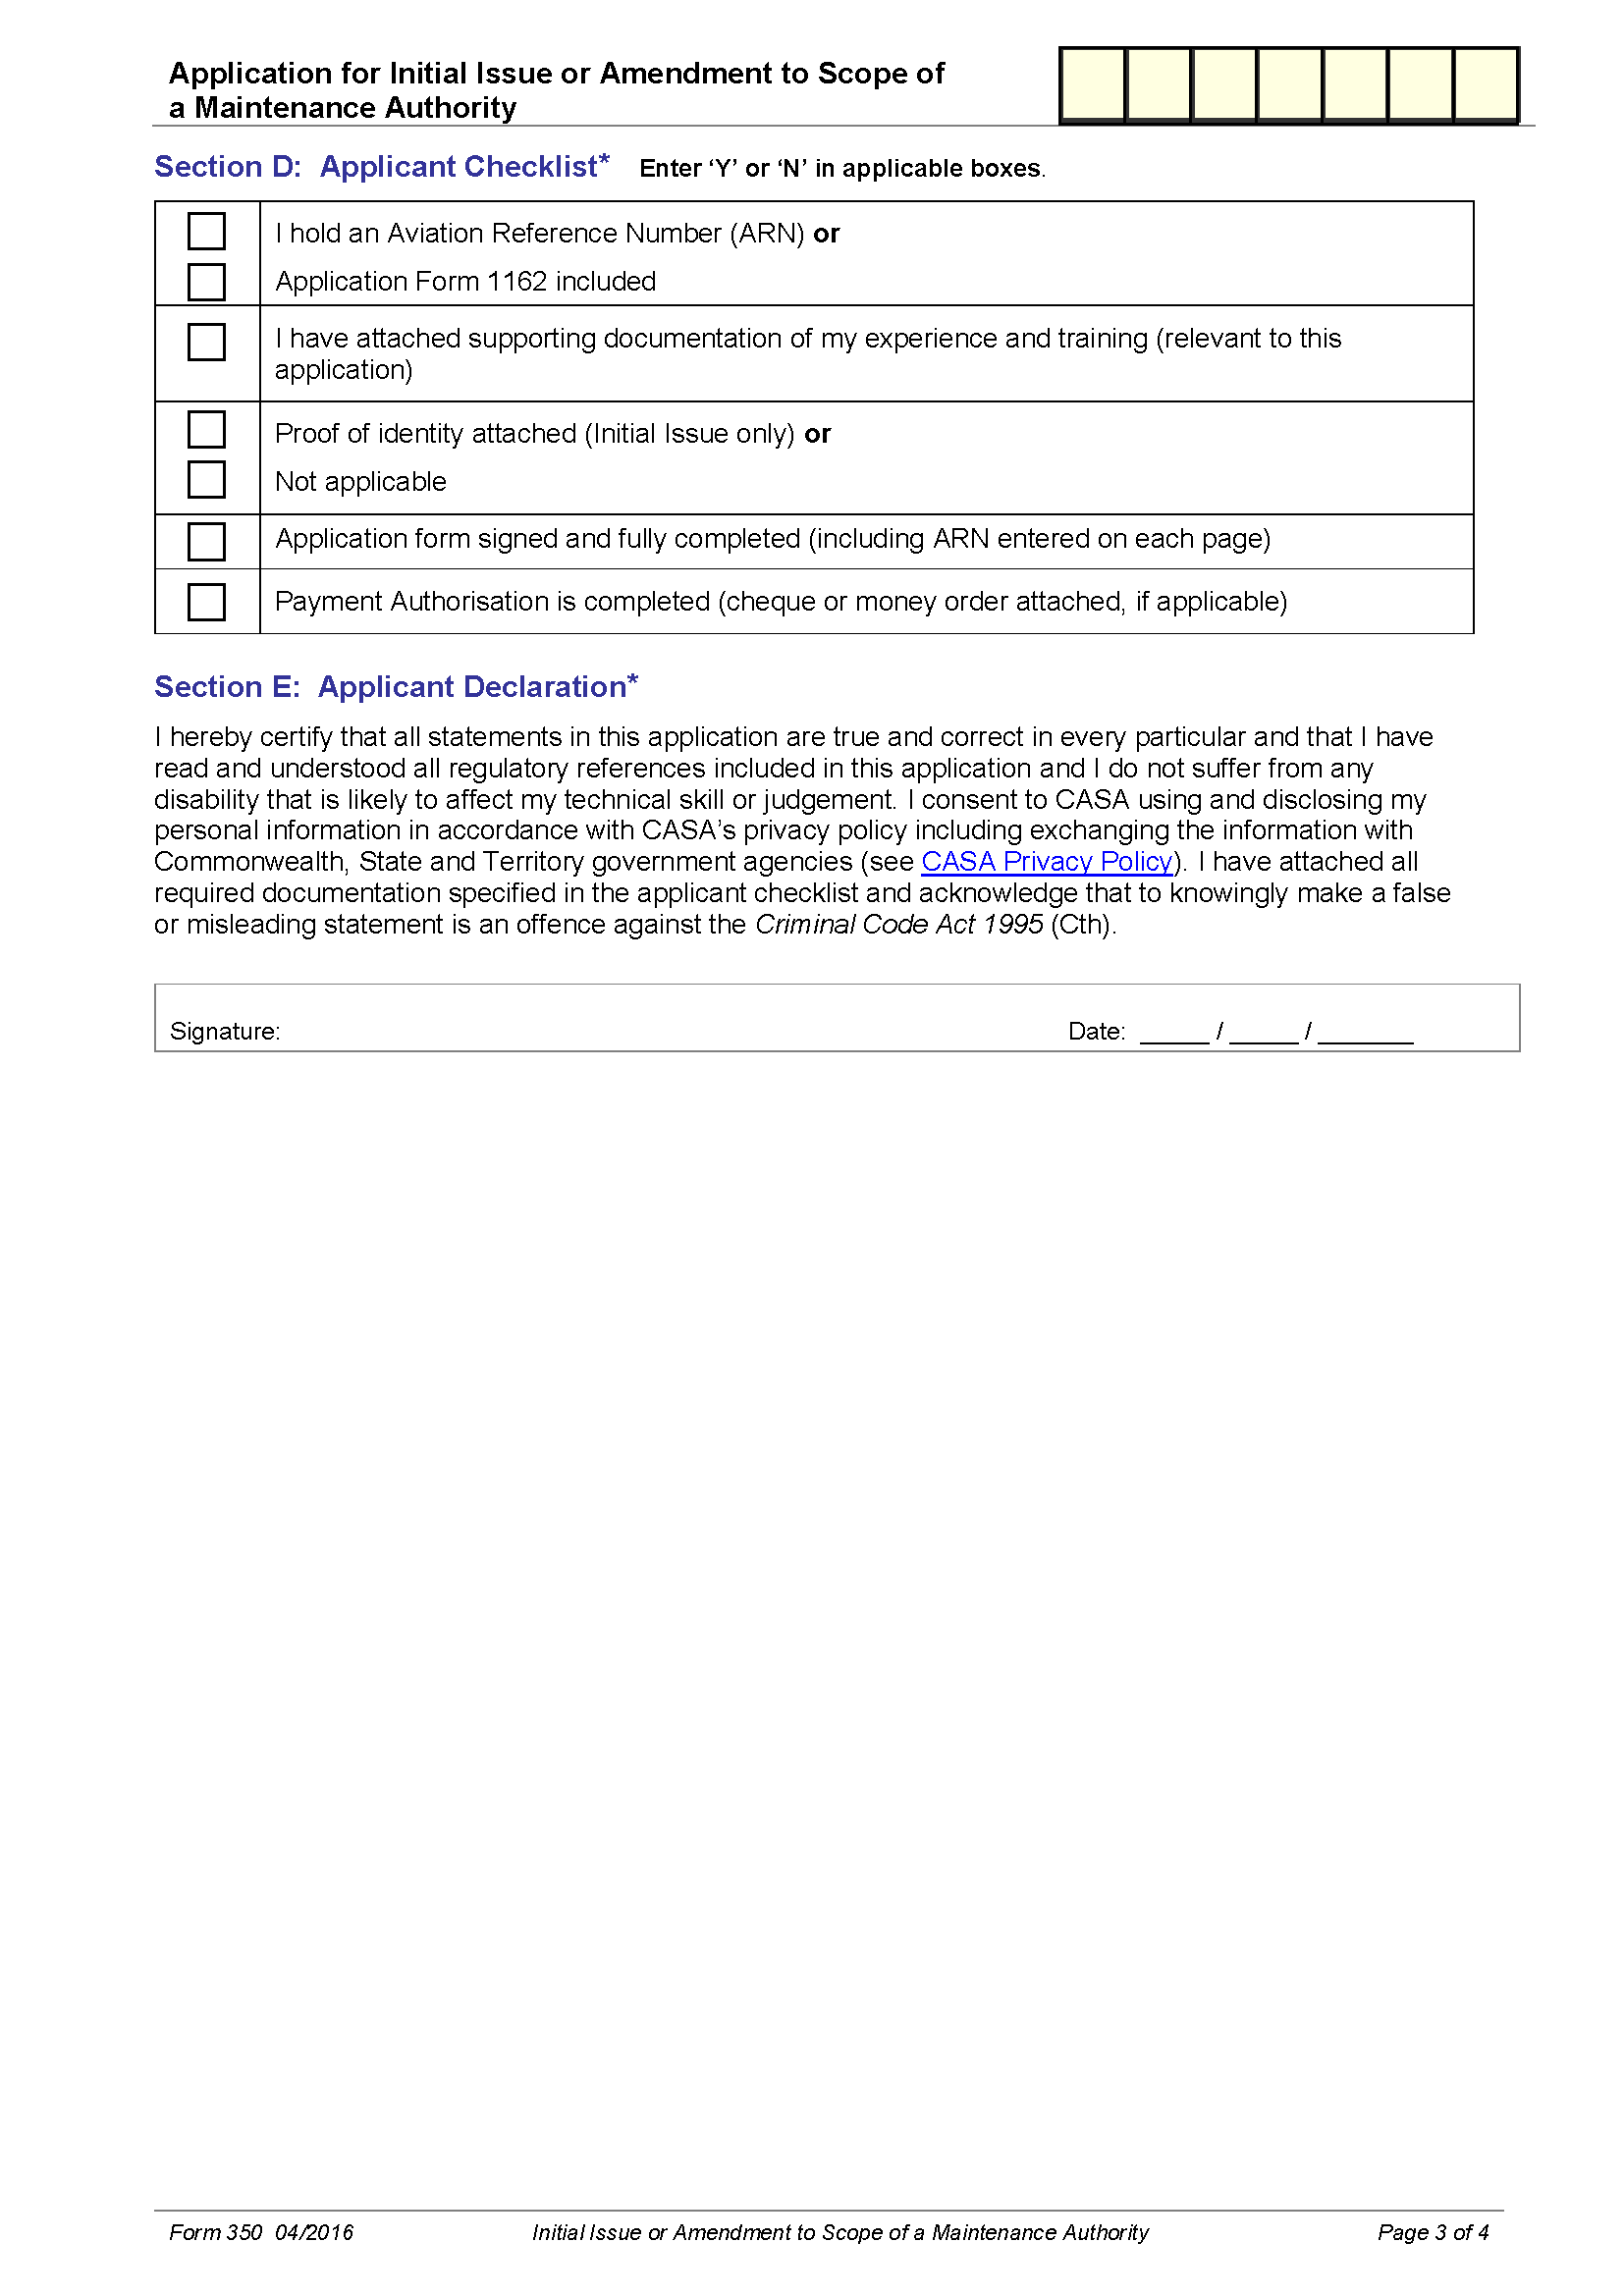 Application for Initial Issue or Amendment to Scope of
a Maintenance Authority
Section D:  Applicant Checklist*   Enter ‘Y’ or ‘N’ in applicable boxes.
I hold an Aviation Reference Number (ARN) or
Application Form 1162 included
I have attached supporting documentation of my experience and training (relevant to this
application)
Proof of identity attached (Initial Issue only) or
Not applicable
Application form signed and fully completed (including ARN entered on each page)
Payment Authorisation is completed (cheque or money order attached, if applicable)
Section E:  Applicant Declaration*
I hereby certify that all statements in this application are true and correct in every particular and that I have
read and understood all regulatory references included in this application and I do not suffer from any
disability that is likely to affect my technical skill or judgement. I consent to CASA using and disclosing my
personal information in accordance with CASA’s privacy policy including exchanging the information with
Commonwealth, State and Territory government agencies (see CASA Privacy Policy). I have attached all
required documentation specified in the applicant checklist and acknowledge that to knowingly make a false
or misleading statement is an offence against the Criminal Code Act 1995 (Cth).
Signature: Date: _____ / _____ / _______
Form 350  04/2016 Initial Issue or Amendment to Scope of a Maintenance Authority Page 3 of 4